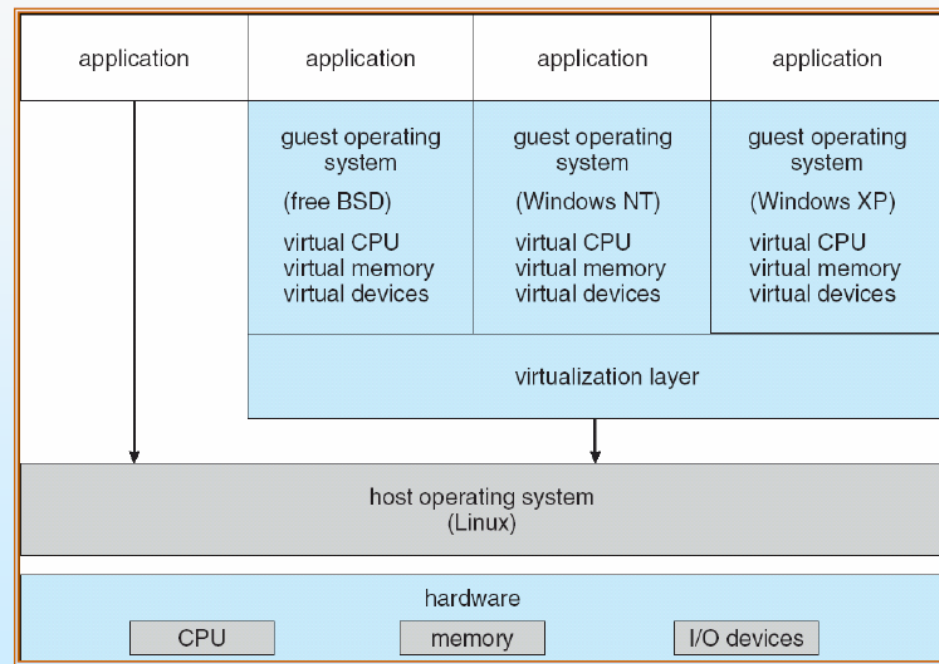 application
application
application
application
guest operating
system
(free BSD)
virtual CPU
virtual memory
virtual devices
guest operating
system
(Windows NT)
virtual CPU
virtual memory
virtual devices
guest operating
system
(Windows XP)
virtual CPU
virtual memory
virtual devices
virtualization layer
host operating system
(Linux)
hardware
CPU
memory
I/O devices